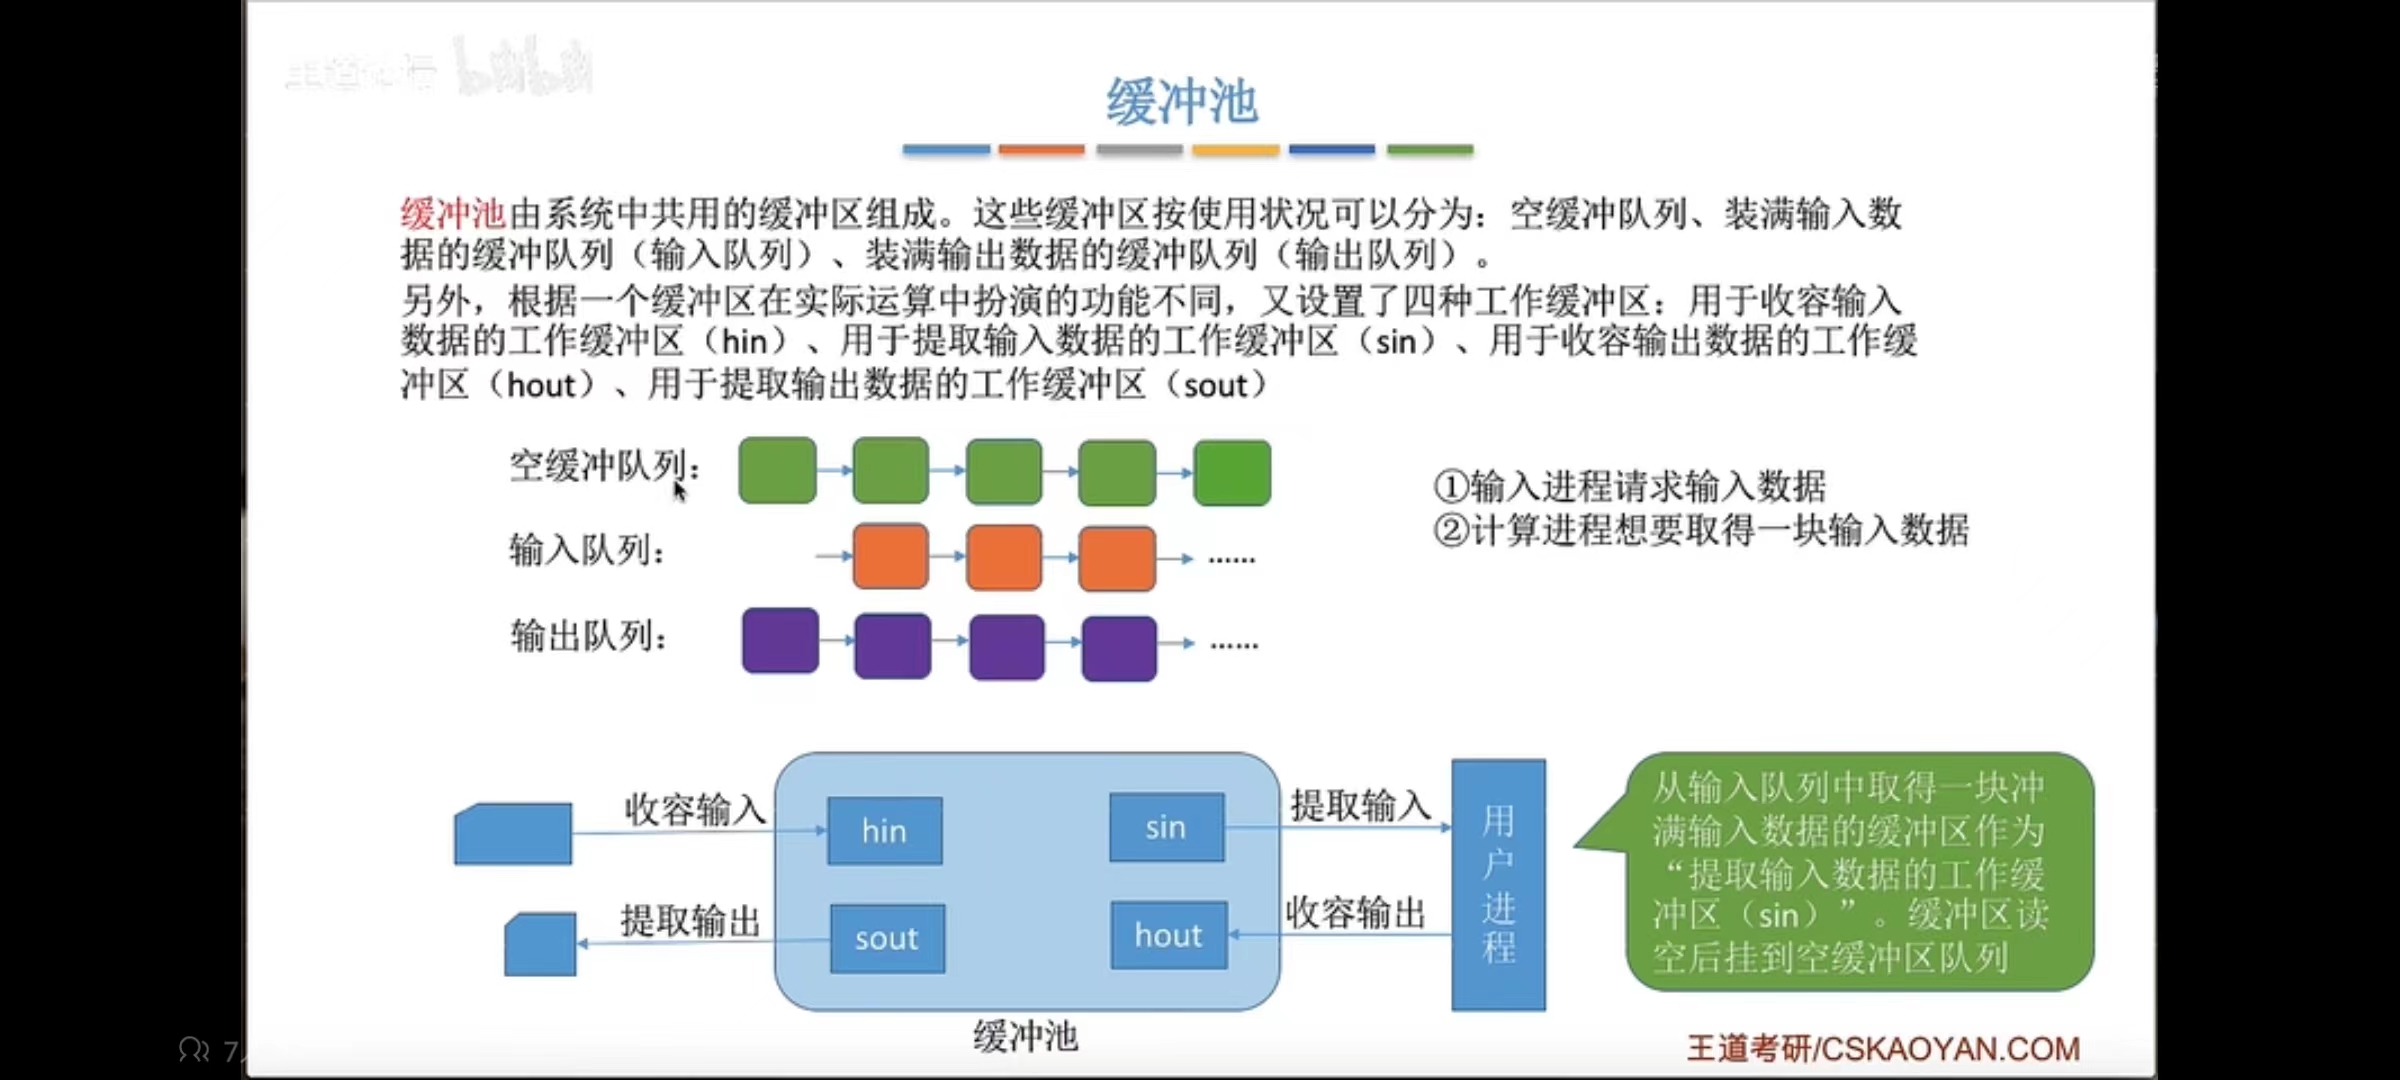 缓冲池
缓冲池由系统中共用的缓冲区组成。这些缓冲区按使用状况可以分为：空缓冲队列、装满输入数
据的缓冲队列（输入队列）、装满输出数据的缓冲队列（输出队列）。
另外，根据一个缓冲区在实际运算中扮演的功能不同，又设置了四种工作缓冲区：用于收容输入
数据的工作缓冲区（hin）、用于提取输入数据的工作缓冲区（sin）、用于收容输出数据的工作缓
冲区（hout）、用于提取输出数据的工作缓冲区（sout）
空缓冲队列：
输入队列：
......
输出队列：
......
①输入进程请求输入数据
②计算进程想要取得一块输入数据
收容输入
hin
sin
提取输入
提取输出
sout
hout
收容输出
用户进程
缓冲池
从输入队列中取得一块冲
满输入数据的缓冲区作为
“提取输入数据的工作缓
冲区（sin）”。缓冲区读
空后挂到空缓冲区队列
王道考研/CSKAOYAN.COM